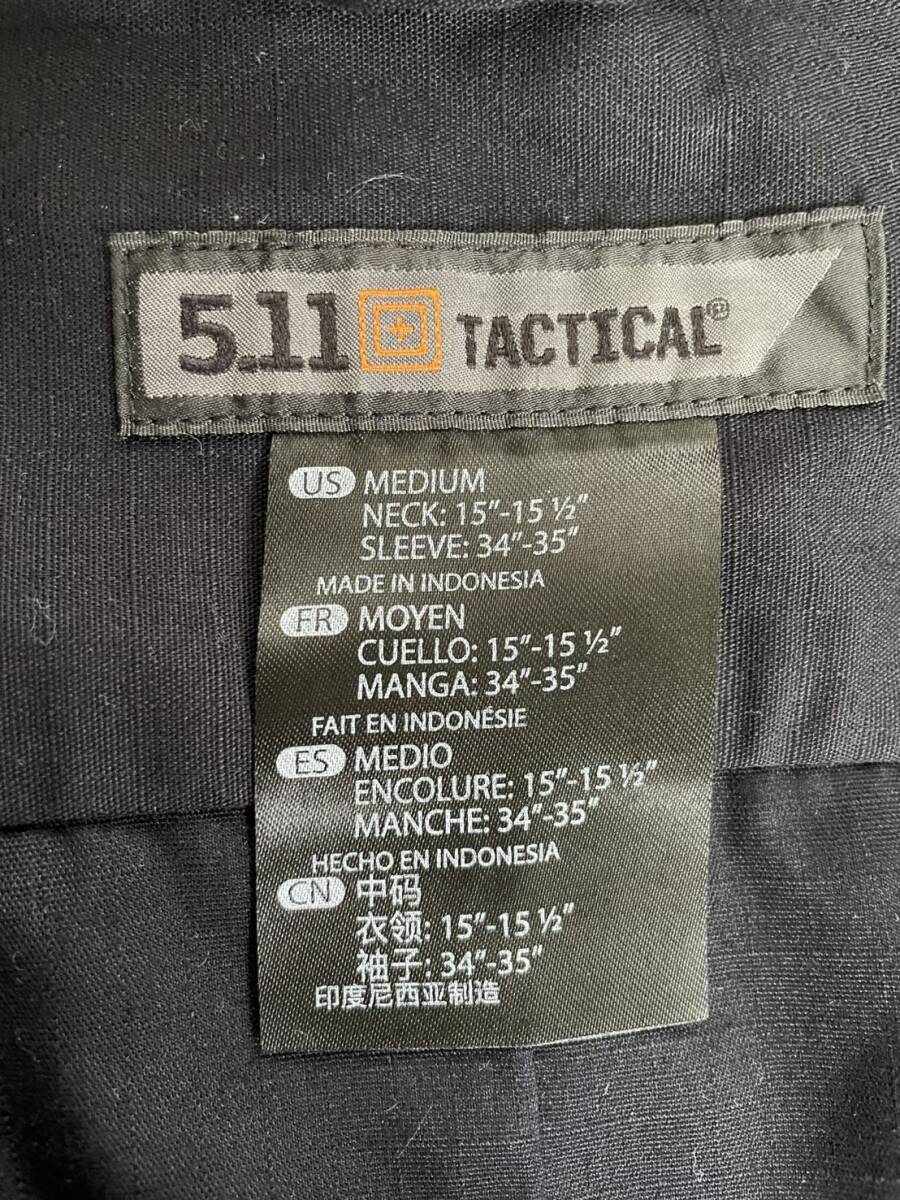 5.11 TACTICAL®
US MEDIUM
NECK: 15”-15 ½”
SLEEVE: 34”-35”
MADE IN INDONESIA
FR MOYEN
CUELLO: 15”-15 ½”
MANGA: 34”-35”
FAIT EN INDONÉSIE
ES MEDIO
ENCOLURE: 15”-15 ½”
MANCHE: 34”-35”
HECHO EN INDONESIA
CN 中码
衣领: 15”-15 ½”
袖子: 34”-35”
印度尼西亚制造